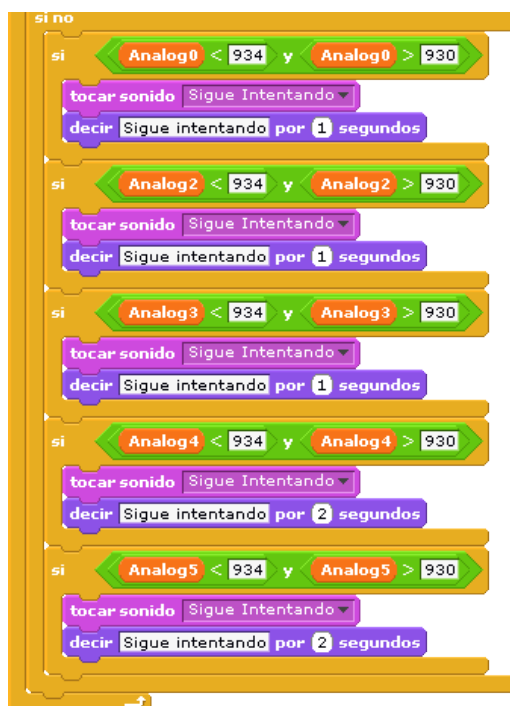 si no
si Analog0 < 934 y Analog0 > 930
tocar sonido Sigue Intentando
decir Sigue intentando por 1 segundos
si Analog2 < 934 y Analog2 > 930
tocar sonido Sigue Intentando
decir Sigue intentando por 1 segundos
si Analog3 < 934 y Analog3 > 930
tocar sonido Sigue Intentando
decir Sigue intentando por 1 segundos
si Analog4 < 934 y Analog4 > 930
tocar sonido Sigue Intentando
decir Sigue intentando por 2 segundos
si Analog5 < 934 y Analog5 > 930
tocar sonido Sigue Intentando
decir Sigue intentando por 2 segundos